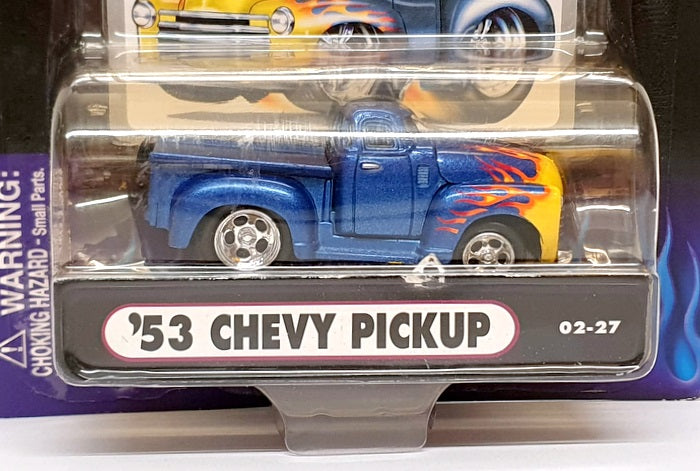 ⚠ WARNING:
CHOKING HAZARD - Small Parts.
'53 CHEVY PICKUP
02-27